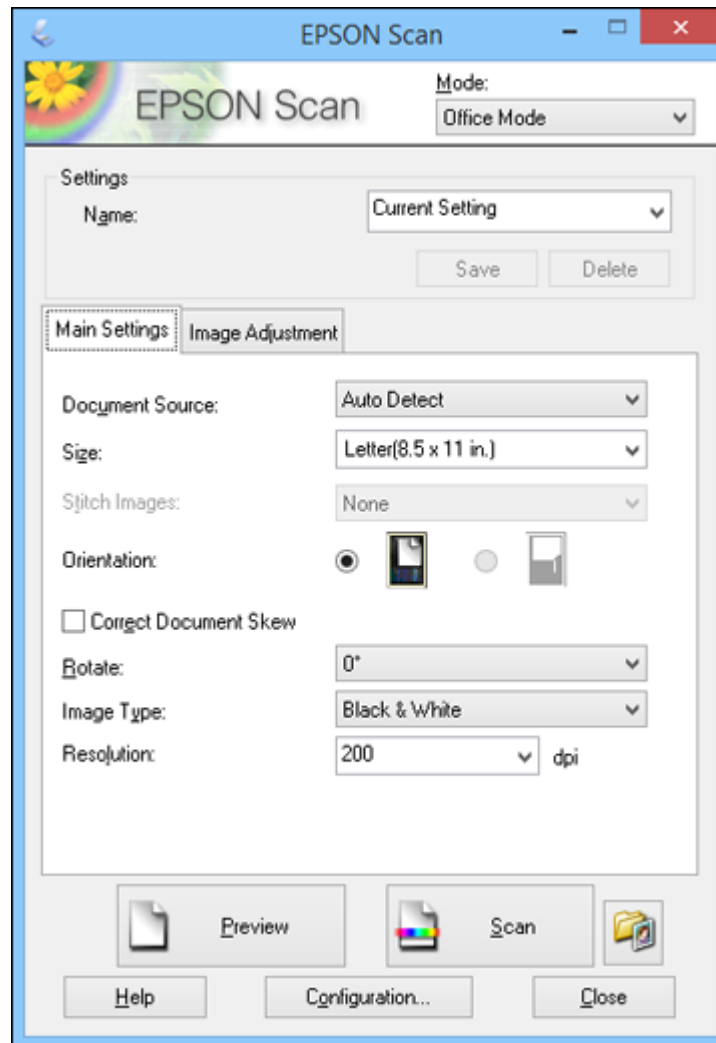 EPSON Scan
EPSON Scan
Mode:
Office Mode
Settings
Name: Current Setting
Save Delete
Main Settings Image Adjustment
Document Source: Auto Detect
Size: Letter(8.5 x 11 in.)
Stitch Images: None
Orientation:
Correct Document Skew
Rotate: 0°
Image Type: Black & White
Resolution: 200 dpi
Preview Scan
Help Configuration... Close